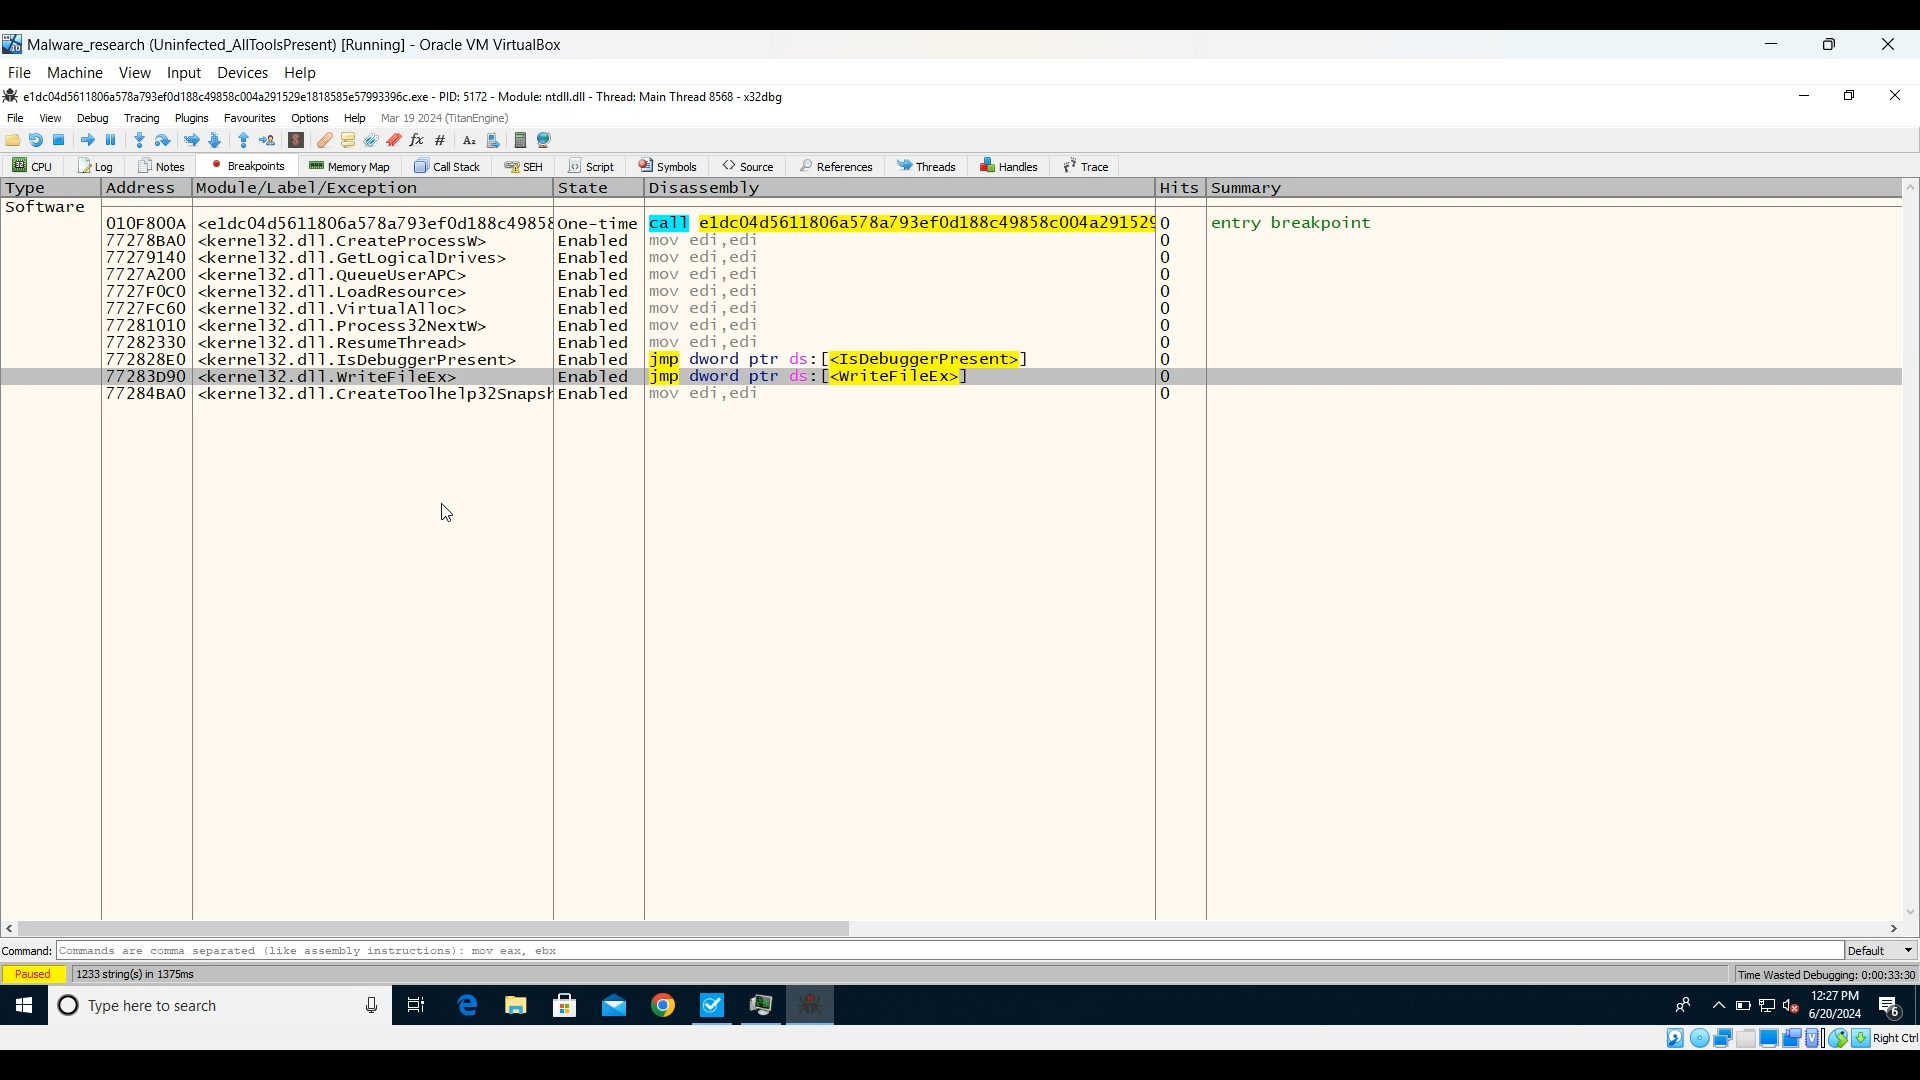 Malware_research (Uninfected_AllToolsPresent) [Running] - Oracle VM VirtualBox
File Machine View Input Devices Help
e1dc04d5611806a578a793ef0d188c49858c004a291529e1818585e57993396c.exe - PID: 5172 - Module: ntdll.dll - Thread: Main Thread 8568 - x32dbg
File View Debug Tracing Plugins Favourites Options Help Mar 19 2024 (TitanEngine)
CPU Log Notes Breakpoints Memory Map Call Stack SEH Script Symbols Source References Threads Handles Trace
Type Address Module/Label/Exception State Disassembly Hits Summary
Software
010F800A <e1dc04d5611806a578a793ef0d188c49858 One-time call e1dc04d5611806a578a793ef0d188c49858c004a291529 0 entry breakpoint
77278BA0 <kernel32.dll.CreateProcessW> Enabled mov edi,edi 0
77279140 <kernel32.dll.GetLogicalDrives> Enabled mov edi,edi 0
7727A200 <kernel32.dll.QueueUserAPC> Enabled mov edi,edi 0
7727F0C0 <kernel32.dll.LoadResource> Enabled mov edi,edi 0
7727FC60 <kernel32.dll.VirtualAlloc> Enabled mov edi,edi 0
77281010 <kernel32.dll.Process32NextW> Enabled mov edi,edi 0
77282330 <kernel32.dll.ResumeThread> Enabled mov edi,edi 0
772828E0 <kernel32.dll.IsDebuggerPresent> Enabled jmp dword ptr ds:[<IsDebuggerPresent>] 0
77283D90 <kernel32.dll.WriteFileEx> Enabled jmp dword ptr ds:[<WriteFileEx>] 0
77284BA0 <kernel32.dll.CreateToolhelp32Snapsh Enabled mov edi,edi 0
Command: Commands are comma separated (like assembly instructions): mov eax, ebx Default
Paused 1233 string(s) in 1375ms Time Wasted Debugging: 0:00:33:30
Type here to search 12:27 PM
6/20/2024 6
Right Ctrl